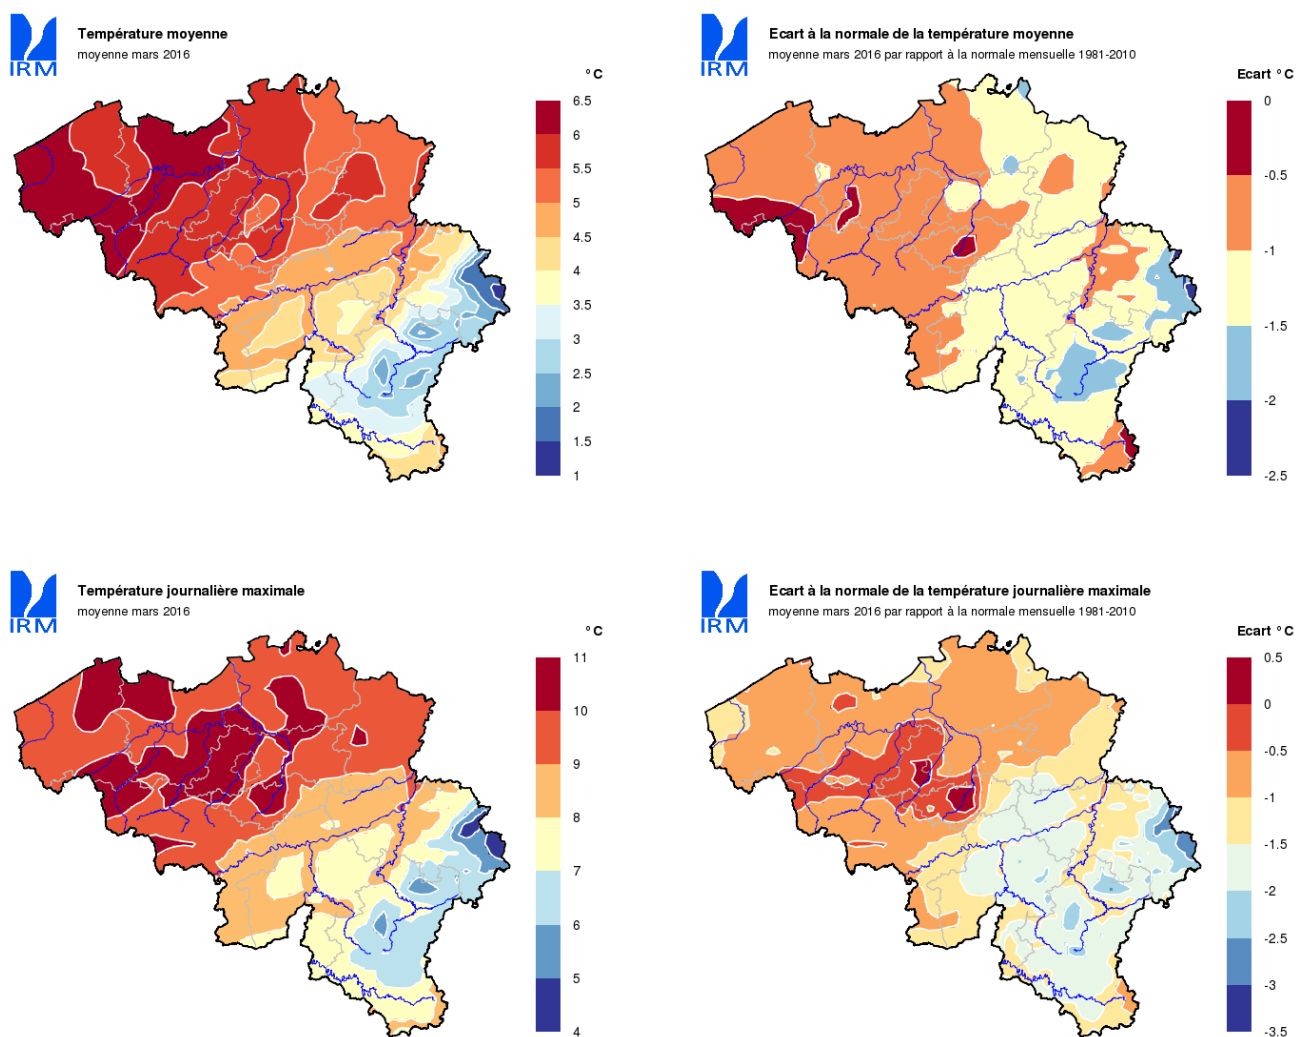 IRM
Température moyenne
moyenne mars 2016
° C
6.5
6
5.5
5
4.5
4
3.5
3
2.5
2
1.5
1
IRM
Ecart à la normale de la température moyenne
moyenne mars 2016 par rapport à la normale mensuelle 1981-2010
Ecart ° C
0
-0.5
-1
-1.5
-2
-2.5
IRM
Température journalière maximale
moyenne mars 2016
° C
11
10
9
8
7
6
5
4
IRM
Ecart à la normale de la température journalière maximale
moyenne mars 2016 par rapport à la normale mensuelle 1981-2010
Ecart ° C
0.5
0
-0.5
-1
-1.5
-2
-2.5
-3
-3.5